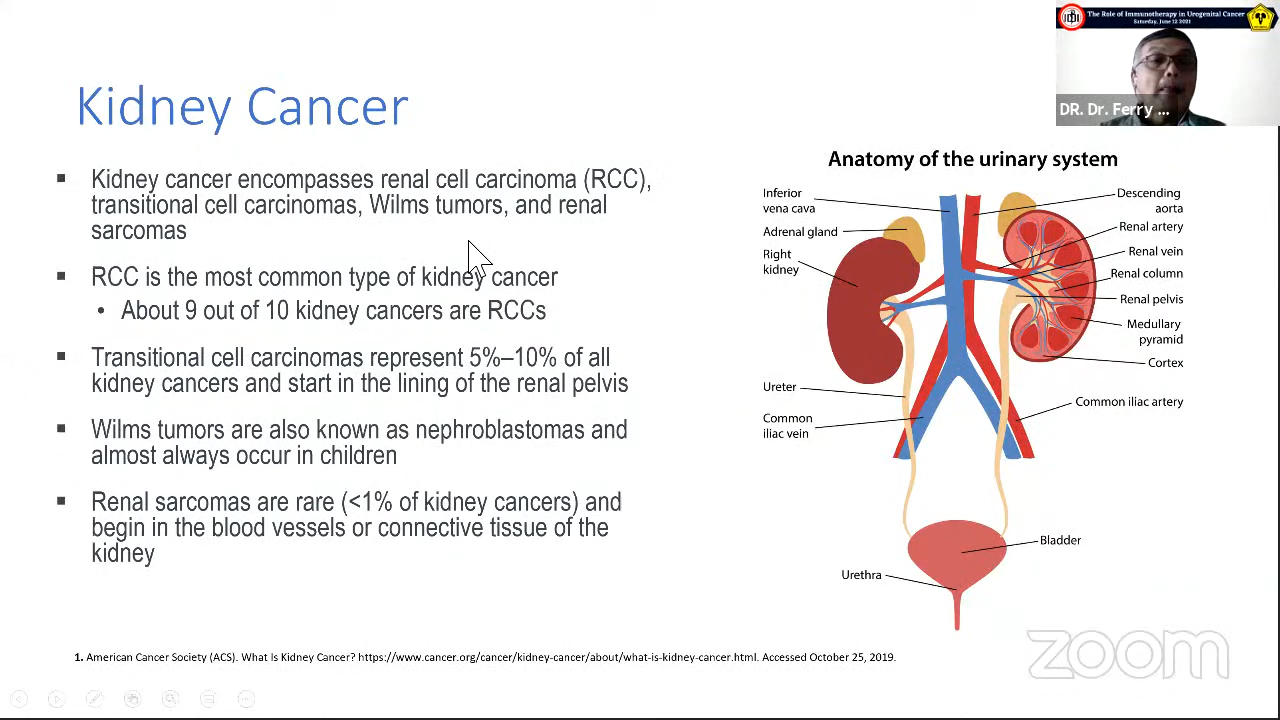 The Role of Immunotherapy in Urogenital Cancer
Saturday, June 12 2021
DR. Dr. Ferry ...
Kidney Cancer
▪ Kidney cancer encompasses renal cell carcinoma (RCC),
transitional cell carcinomas, Wilms tumors, and renal
sarcomas
▪ RCC is the most common type of kidney cancer
• About 9 out of 10 kidney cancers are RCCs
▪ Transitional cell carcinomas represent 5%–10% of all
kidney cancers and start in the lining of the renal pelvis
▪ Wilms tumors are also known as nephroblastomas and
almost always occur in children
▪ Renal sarcomas are rare (<1% of kidney cancers) and
begin in the blood vessels or connective tissue of the
kidney
Anatomy of the urinary system
Inferior
vena cava
Adrenal gland
Right
kidney
Ureter
Common
iliac vein
Urethra
Descending
aorta
Renal artery
Renal vein
Renal column
Renal pelvis
Medullary
pyramid
Cortex
Common iliac artery
Bladder
1. American Cancer Society (ACS). What Is Kidney Cancer? https://www.cancer.org/cancer/kidney-cancer/about/what-is-kidney-cancer.html. Accessed October 25, 2019.
zoom